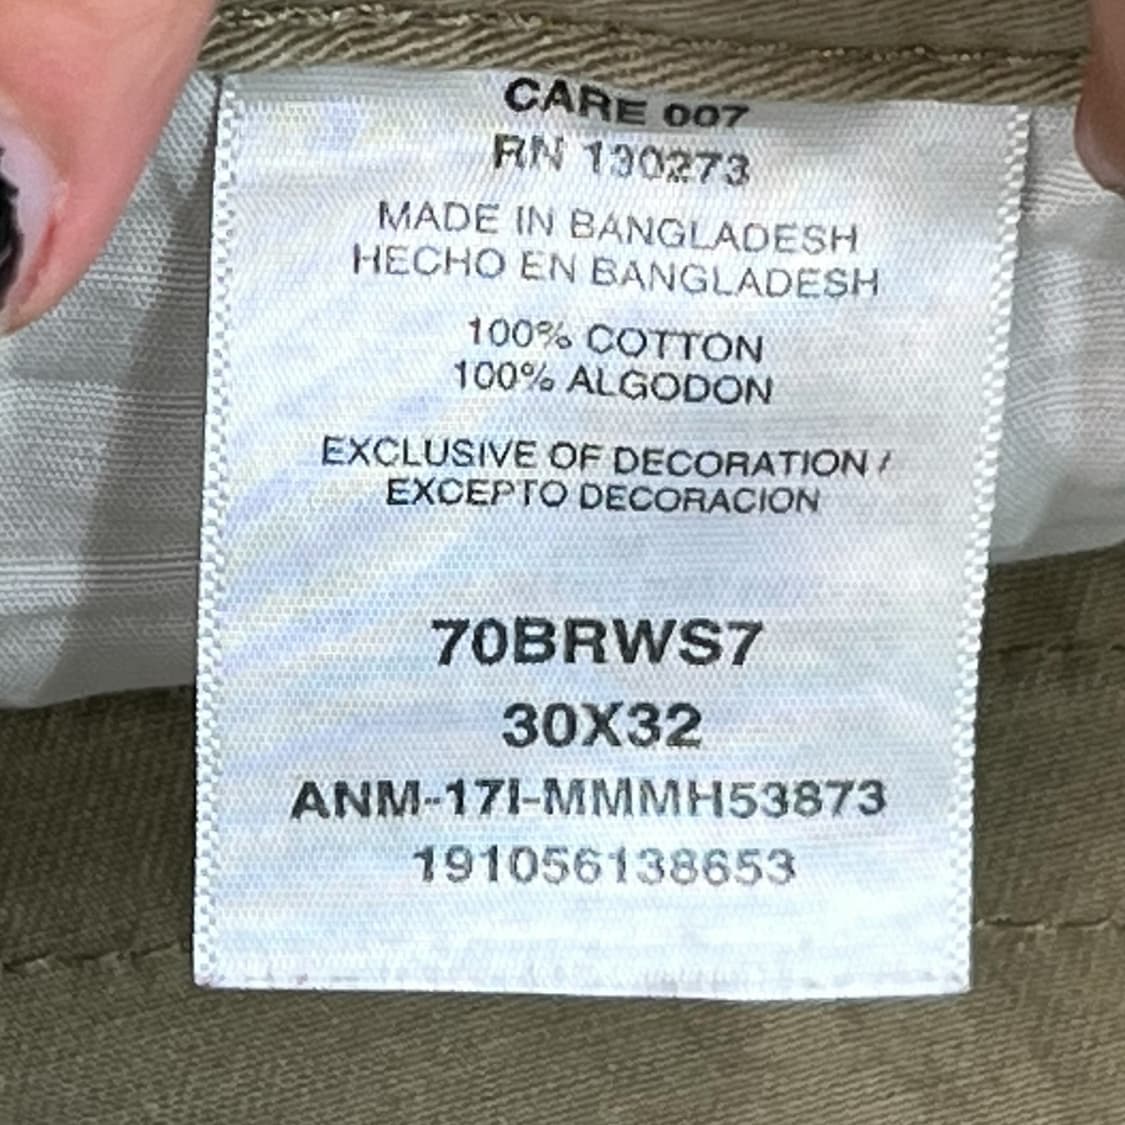 CARE 007
RN 130273
MADE IN BANGLADESH
HECHO EN BANGLADESH
100% COTTON
100% ALGODON
EXCLUSIVE OF DECORATION /
EXCEPTO DECORACION
70BRWS7
30X32
ANM-17I-MMMH53873
191056138653